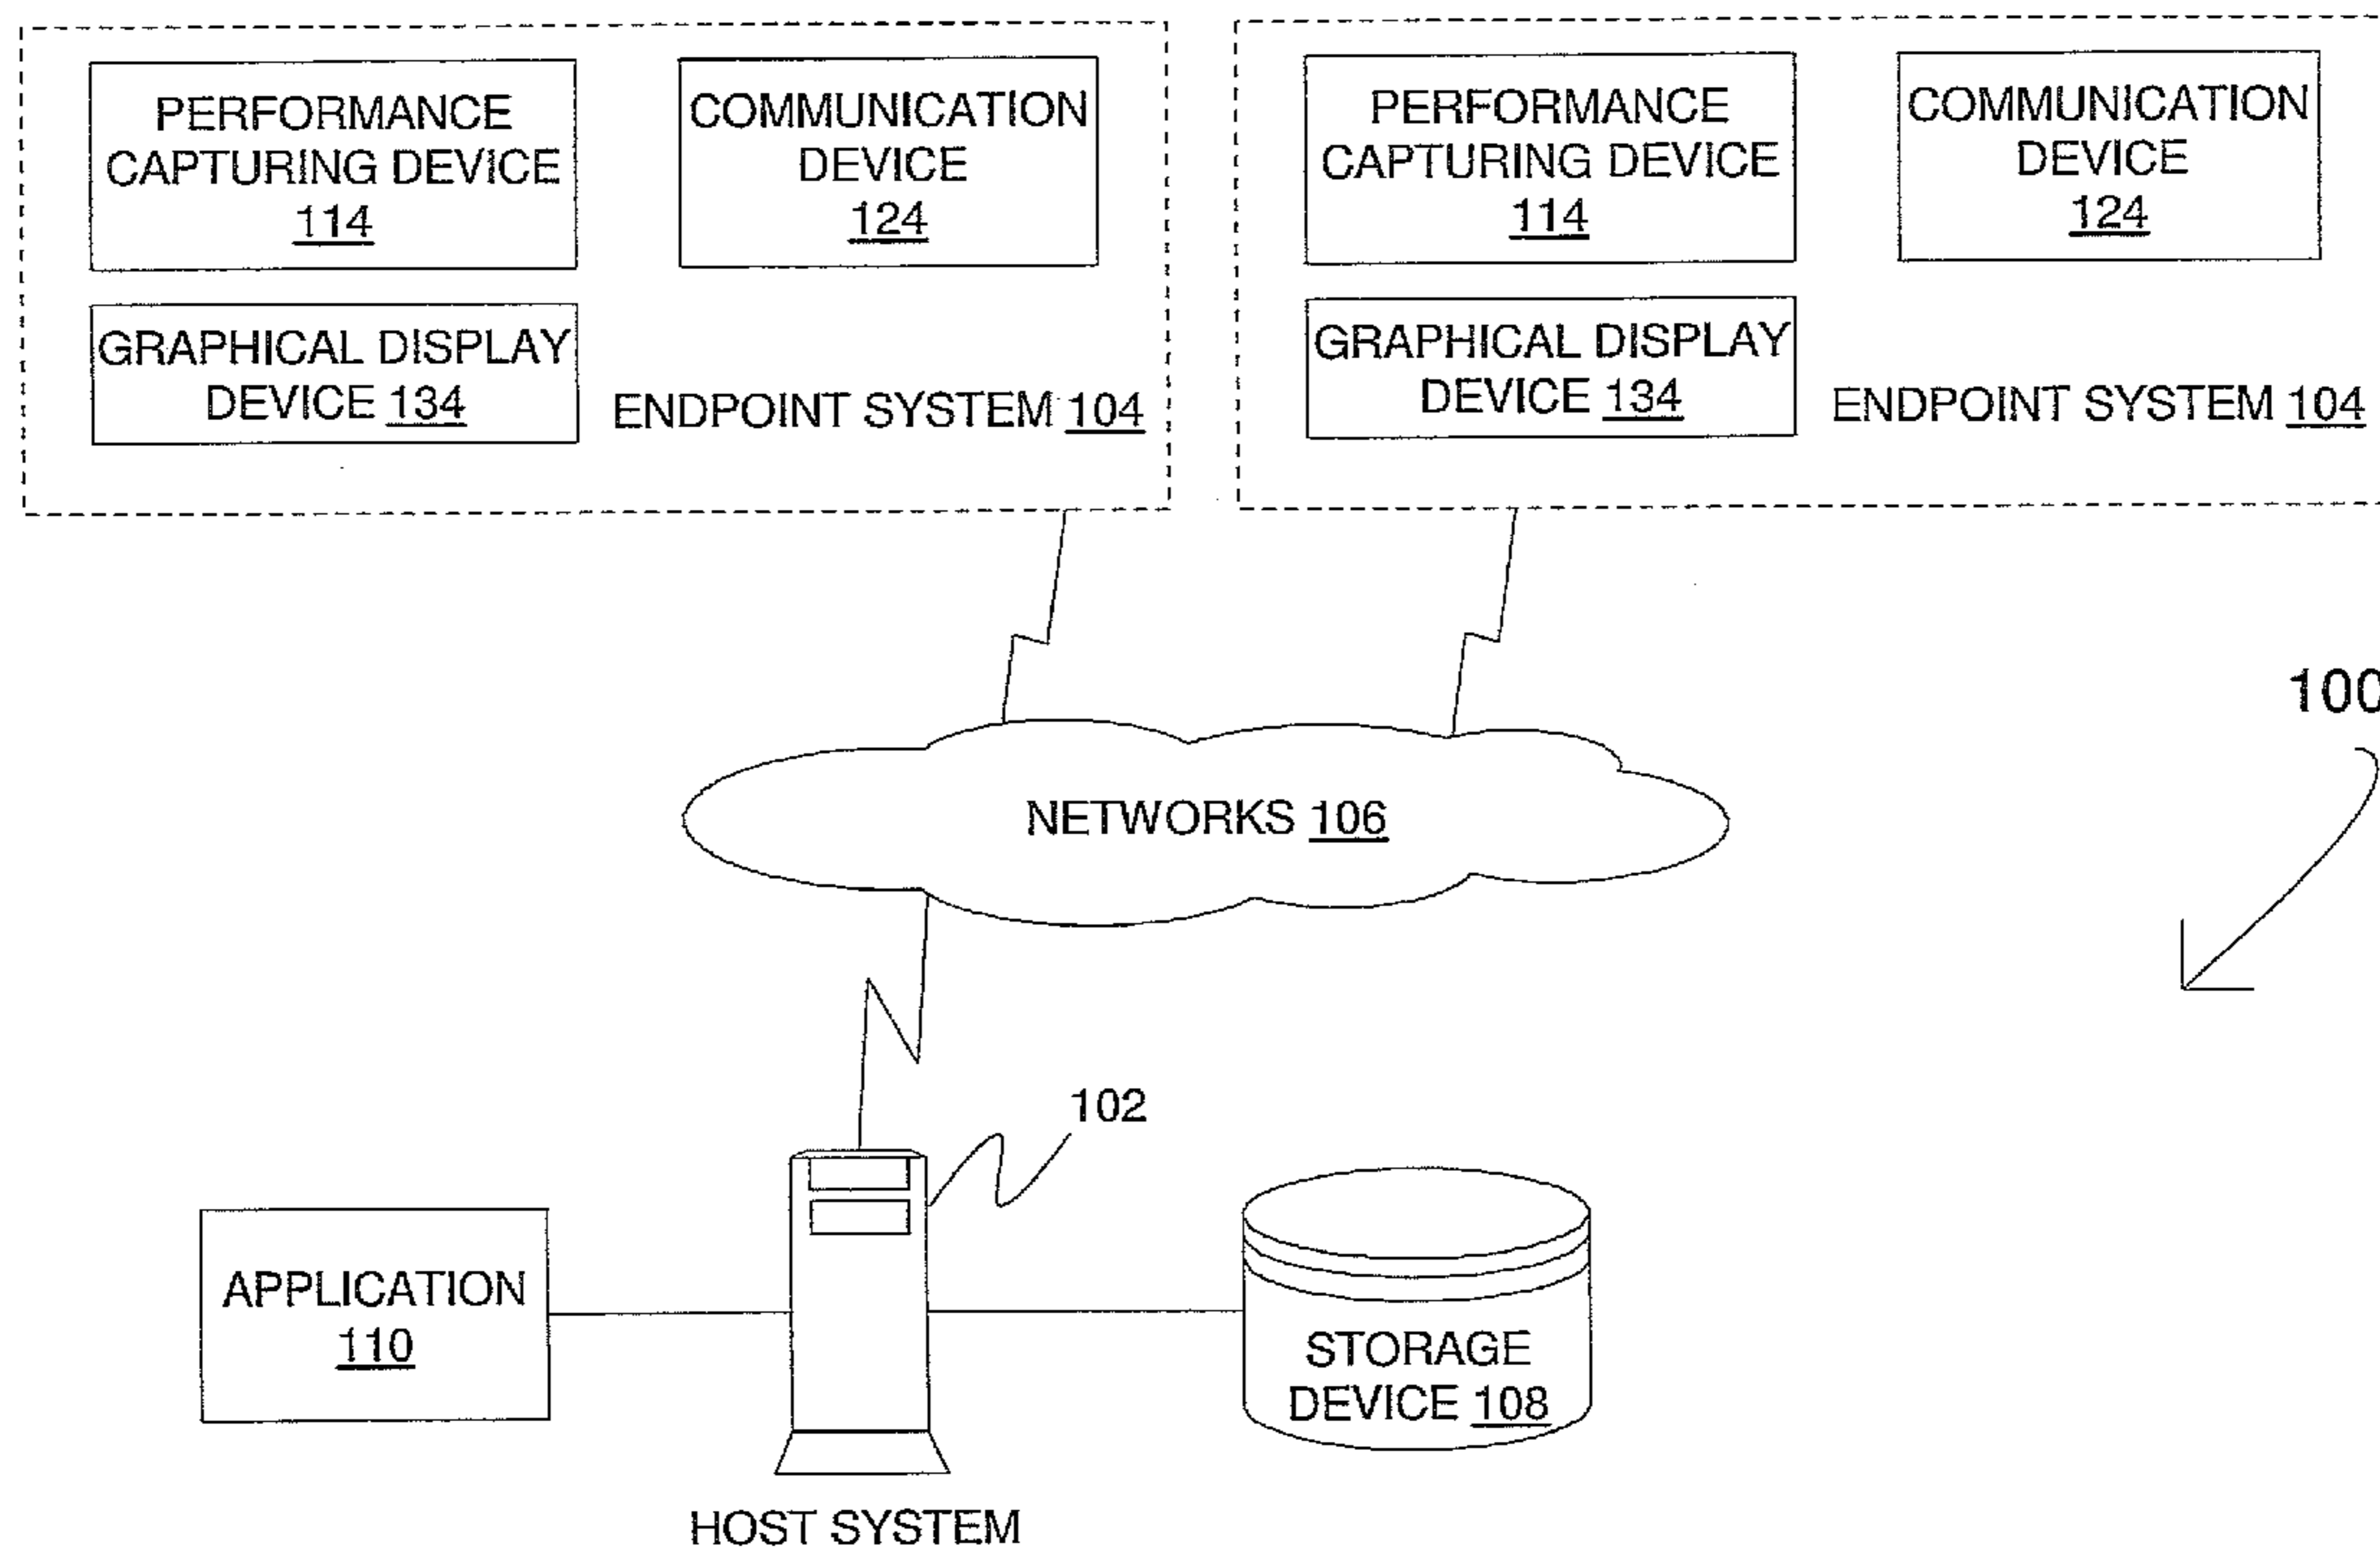 PERFORMANCE
CAPTURING DEVICE
114
COMMUNICATION
DEVICE
124
GRAPHICAL DISPLAY
DEVICE 134
ENDPOINT SYSTEM 104
PERFORMANCE
CAPTURING DEVICE
114
COMMUNICATION
DEVICE
124
GRAPHICAL DISPLAY
DEVICE 134
ENDPOINT SYSTEM 104
100
NETWORKS 106
102
APPLICATION
110
STORAGE
DEVICE 108
HOST SYSTEM